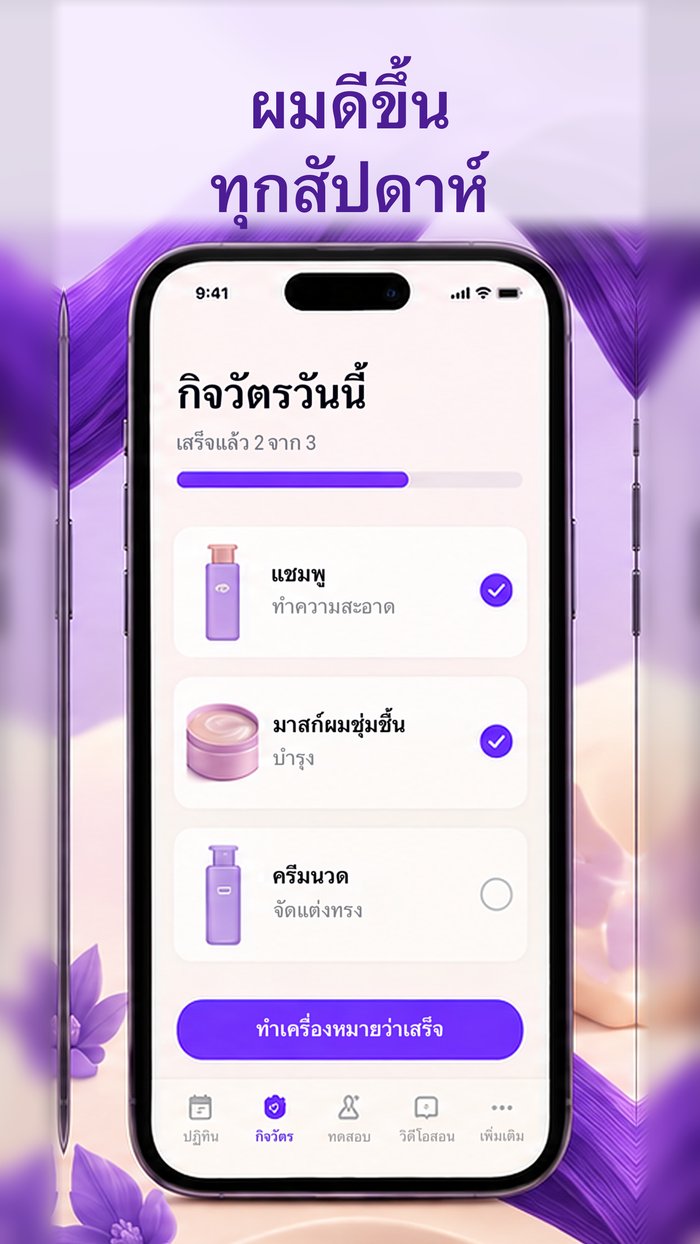 ผมดีขึ้น
ทุกสัปดาห์
9:41
กิจวัตรวันนี้
เสร็จแล้ว 2 จาก 3
แชมพู
ทำความสะอาด
มาสก์ผมชุ่มชื้น
บำรุง
ครีมนวด
จัดแต่งทรง
ทำเครื่องหมายว่าเสร็จ
ปฏิทิน กิจวัตร ทดสอบ วิดีโอสอน เพิ่มเติม